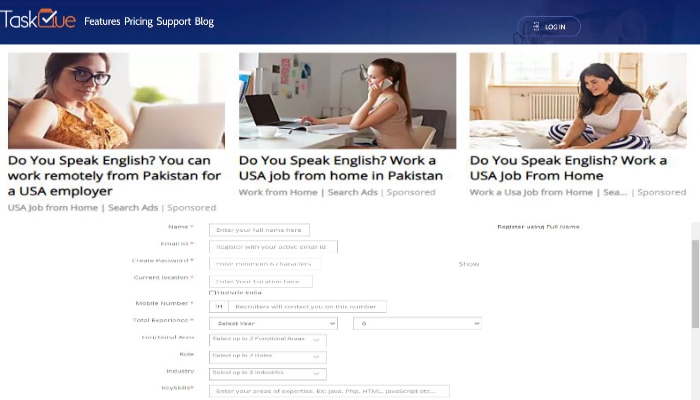 TaskQue
Features Pricing Support Blog
LOG IN
Do You Speak English? You can
work remotely from Pakistan for
a USA employer
USA Job from Home | Search Ads | Sponsored
Do You Speak English? Work a
USA job from home in Pakistan
Work from Home | Search Ads | Sponsored
Do You Speak English? Work a
USA Job From Home
Work a Usa Job from Home | Sea... | Sponsored
Name *
Enter your full name here
Register using Full Name
Email ID *
Register with your active email id
Create Password *
Enter minimum 6 characters
Show
Current location *
Enter Your Location here
Outside India
Mobile Number *
91
Recruiters will contact you on this number
Total Experience *
Select Year
0
Functional Area
Select up to 2 Functional Areas
Role
Select up to 2 Roles
Industry
Select up to 2 Industries
KeySkills*
Enter your areas of expertise, EX: Java, Php, HTML, JavaScript etc...